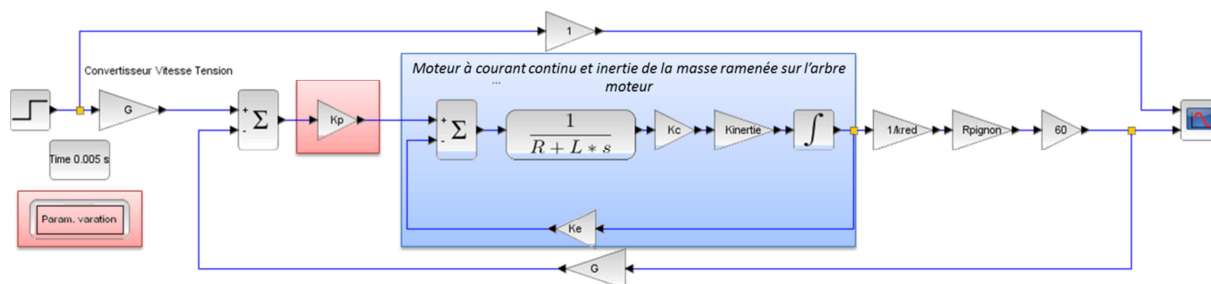 1
Convertisseur Vitesse Tension
Moteur à courant continu et inertie de la masse ramenée sur l'arbre
moteur
...
G
+
-
Σ
Kp
+
-
Σ
1
R + L * s
Kc
Kinertie
∫
1/kred
Rpignon
60
Time 0.005 s
Param. varation
Ke
G